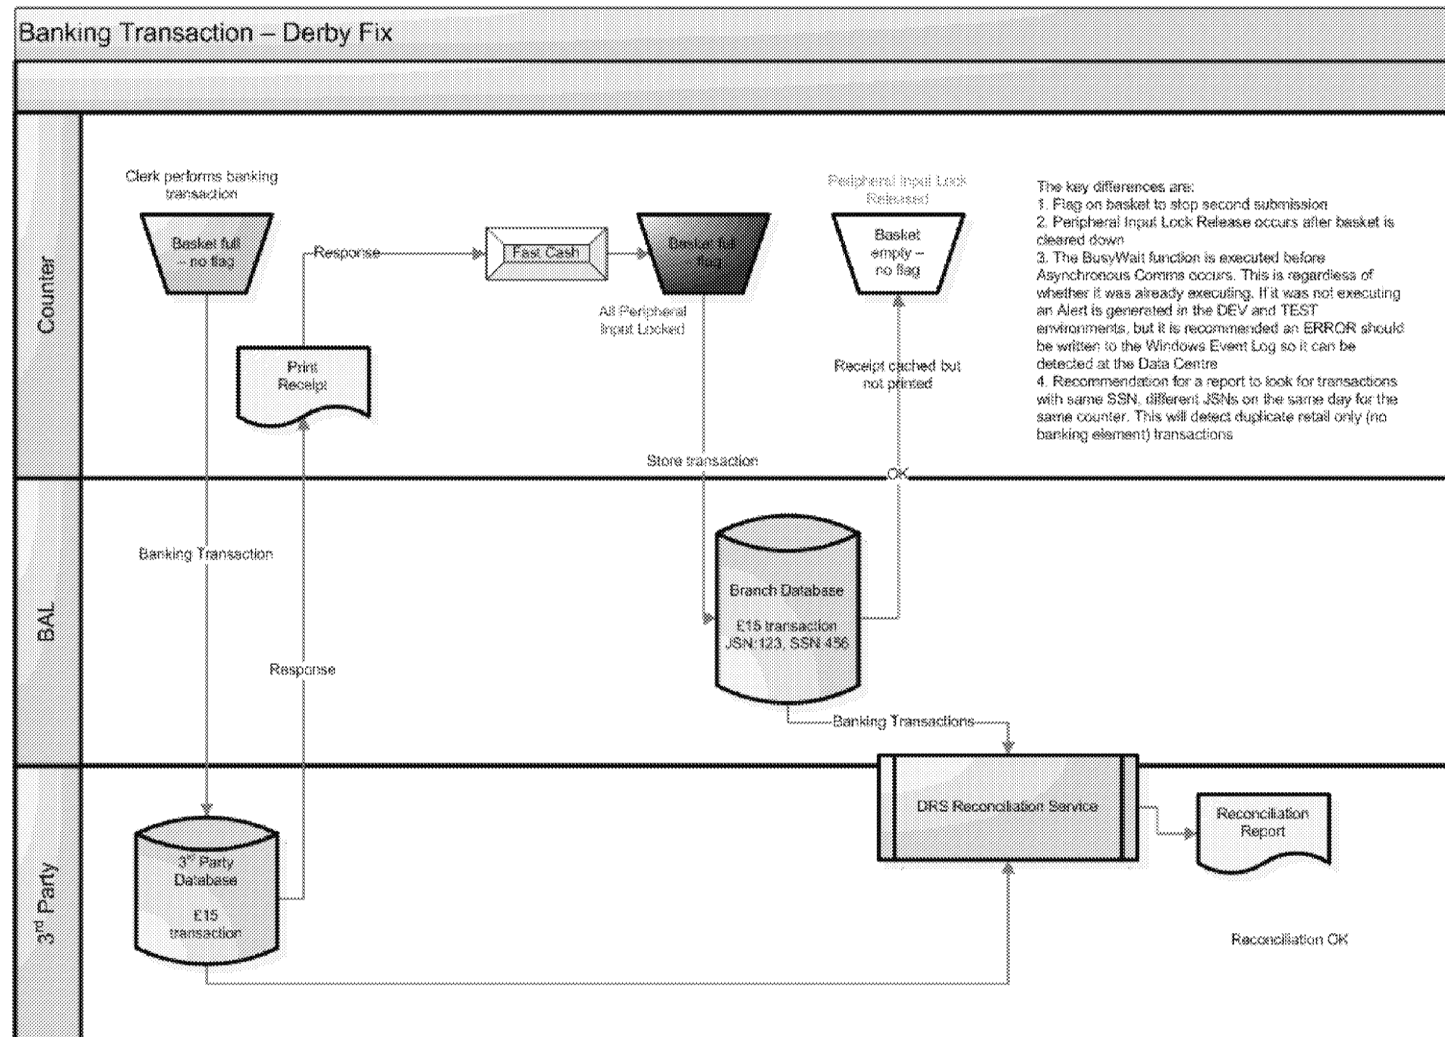 Banking Transaction – Derby Fix
Counter
Clerk performs banking
transaction
Basket full
– no flag
Response
Fast Cash
Basket full
– flag
All Peripheral
Input Locked
Peripheral Input Lock
Released
Basket
empty –
no flag
Print
Receipt
Receipt cached but
not printed
The key differences are:
1. Flag on basket to stop second submission
2. Peripheral Input Lock Release occurs after basket is
cleared down
3. The BusyWait function is executed before
Asynchronous Comms occurs. This is regardless of
whether it was already executing. If it was not executing
an Alert is generated in the DEV and TEST
environments, but it is recommended an ERROR should
be written to the Windows Event Log so it can be
detected at the Data Centre
4. Recommendation for a report to look for transactions
with same SSN, different JSNs on the same day for the
same counter. This will detect duplicate retail only (no
banking element) transactions
Store transaction
OK
BAL
Banking Transaction
Response
Branch Database
£15 transaction
JSN:123, SSN 456
Banking Transactions
3rd Party
3rd Party
Database
£15
transaction
DRS Reconciliation Service
Reconciliation
Report
Reconciliation OK